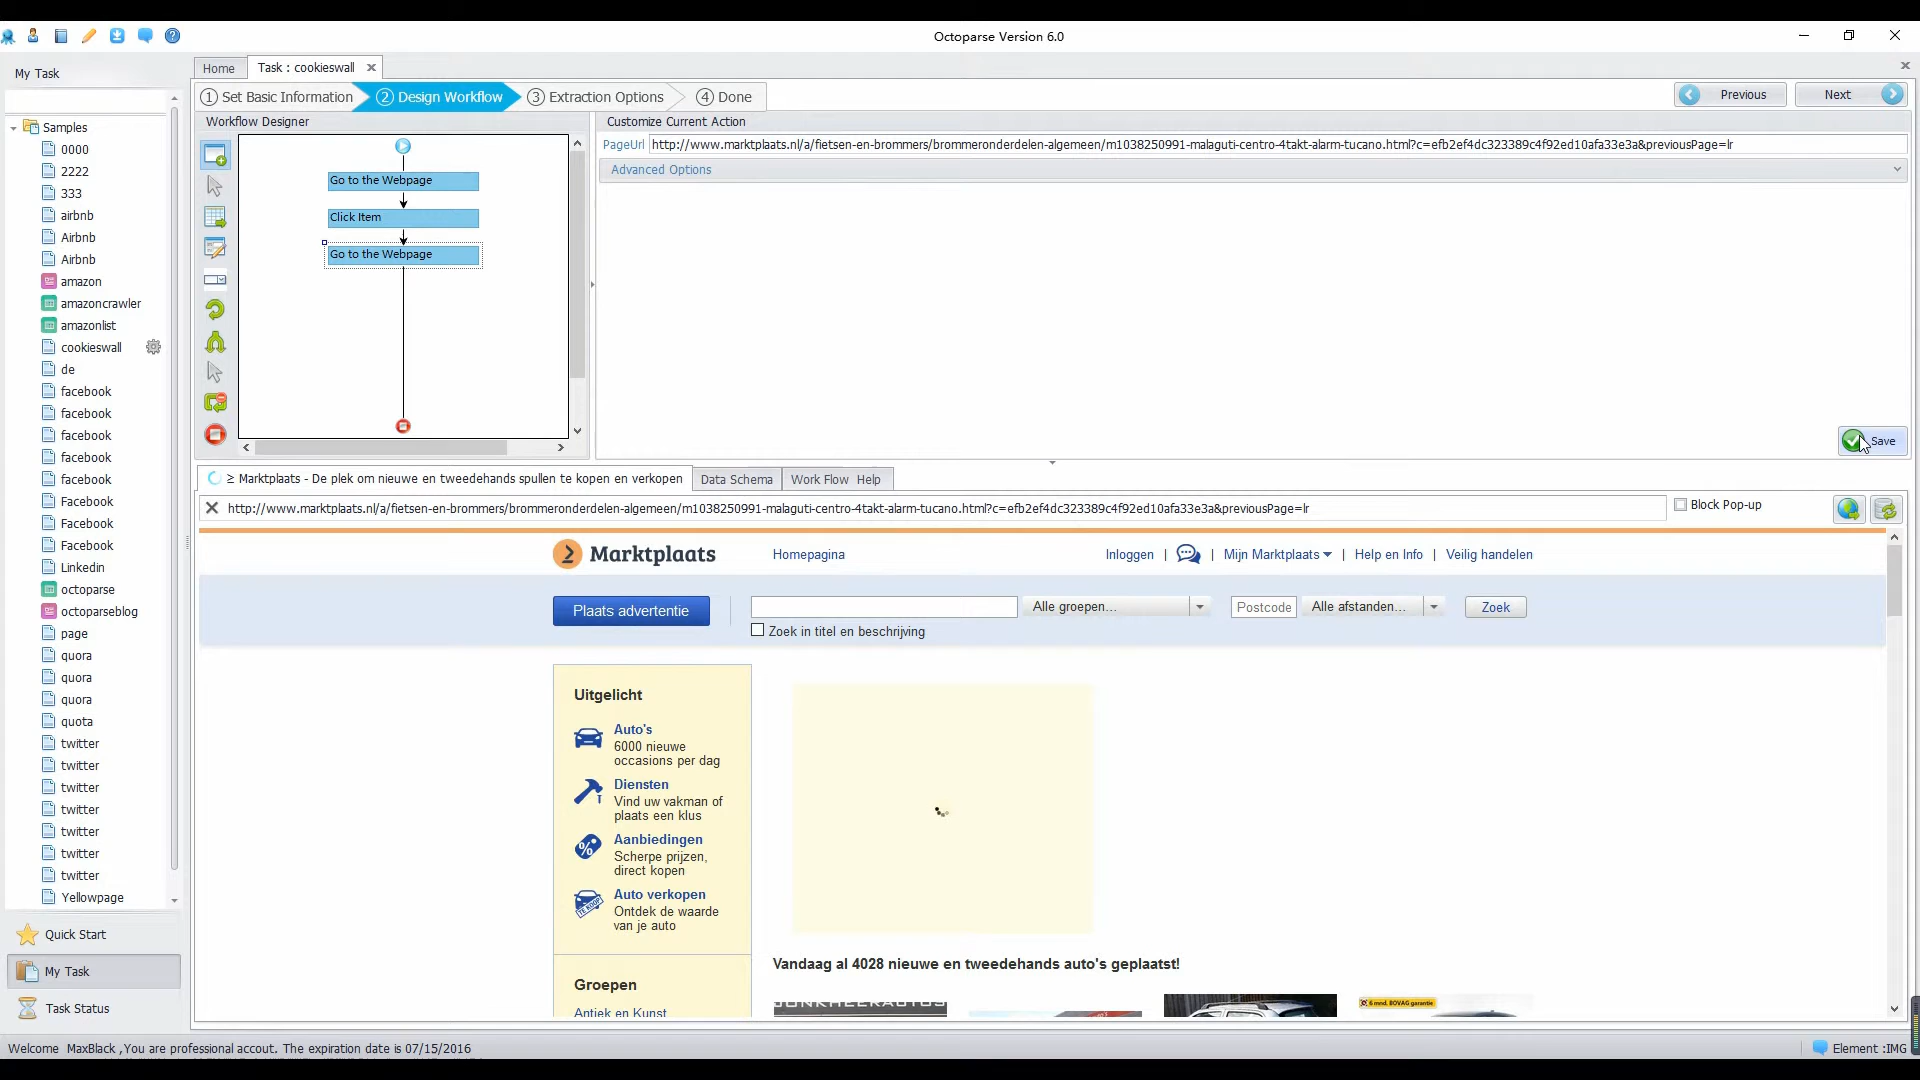 Octoparse Version 6.0
My Task
Home
Task : cookieswall
1 Set Basic Information
2 Design Workflow
3 Extraction Options
4 Done
Previous
Next
Workflow Designer
Customize Current Action
PageUrl
http://www.marktplaats.nl/a/fietsen-en-brommers/brommeronderdelen-algemeen/m1038250991-malaguti-centro-4takt-alarm-tucano.html?c=efb2ef4dc323389c4f92ed10afa33e3a&previousPage=lr
Advanced Options
Go to the Webpage
Click Item
Go to the Webpage
Save
Samples
0000
2222
333
airbnb
Airbnb
Airbnb
amazon
amazoncrawler
amazonlist
cookieswall
de
facebook
facebook
facebook
facebook
facebook
Facebook
Facebook
Facebook
Linkedin
octoparse
octoparseblog
page
quora
quora
quora
quota
twitter
twitter
twitter
twitter
twitter
twitter
twitter
Yellowpage
Quick Start
My Task
Task Status
≥ Marktplaats - De plek om nieuwe en tweedehands spullen te kopen en verkopen
Data Schema
Work Flow Help
http://www.marktplaats.nl/a/fietsen-en-brommers/brommeronderdelen-algemeen/m1038250991-malaguti-centro-4takt-alarm-tucano.html?c=efb2ef4dc323389c4f92ed10afa33e3a&previousPage=lr
Block Pop-up
Marktplaats
Homepagina
Inloggen | | Mijn Marktplaats | Help en Info | Veilig handelen
Plaats advertentie
Alle groepen...
Postcode
Alle afstanden...
Zoek
Zoek in titel en beschrijving
Uitgelicht
Auto's
6000 nieuwe
occasions per dag
Diensten
Vind uw vakman of
plaats een klus
Aanbiedingen
Scherpe prijzen,
direct kopen
Auto verkopen
Ontdek de waarde
van je auto
Groepen
Antiek en Kunst
Vandaag al 4028 nieuwe en tweedehands auto's geplaatst!
6 mnd. BOVAG garantie
Welcome MaxBlack ,You are professional accout. The expiration date is 07/15/2016
Element :IMG